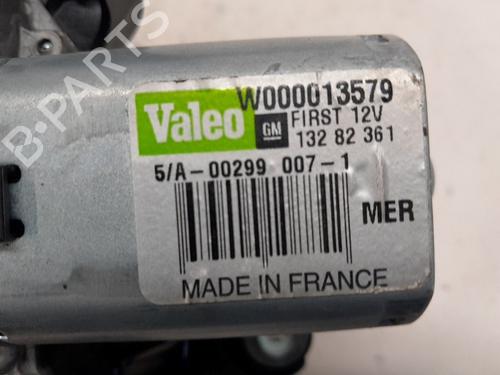 W000013579
Valeo
GM
FIRST 12V
132 82 361
5/A-00299 007-1
MER
MADE IN FRANCE
B-PARTS